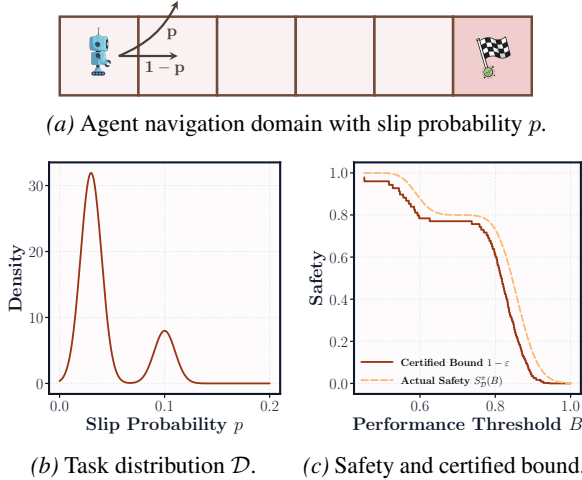 p
1 − p
(a) Agent navigation domain with slip probability p.
Density
30
20
10
0
0.0 0.1 0.2
Slip Probability p
(b) Task distribution 𝒟.
Safety
1.0
0.8
0.6
0.4
0.2
0.0
Certified Bound 1 − ε
Actual Safety S^π_𝒟(B)
0.6 0.8 1.0
Performance Threshold B
(c) Safety and certified bound.